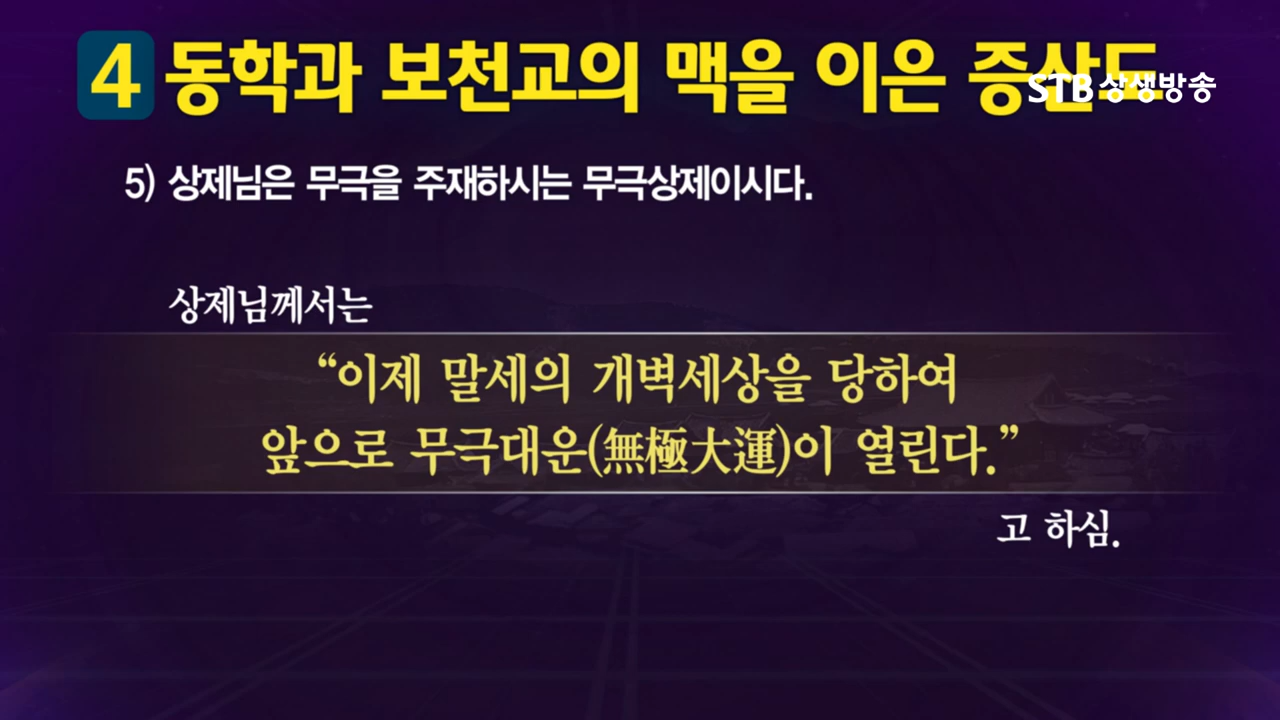 4 동학과 보천교의 맥을 이은 증산도
STB 상생방송
5) 상제님은 무극을 주재하시는 무극상제이시다.
상제님께서는
“이제 말세의 개벽세상을 당하여
앞으로 무극대운(無極大運)이 열린다.”
고 하심.